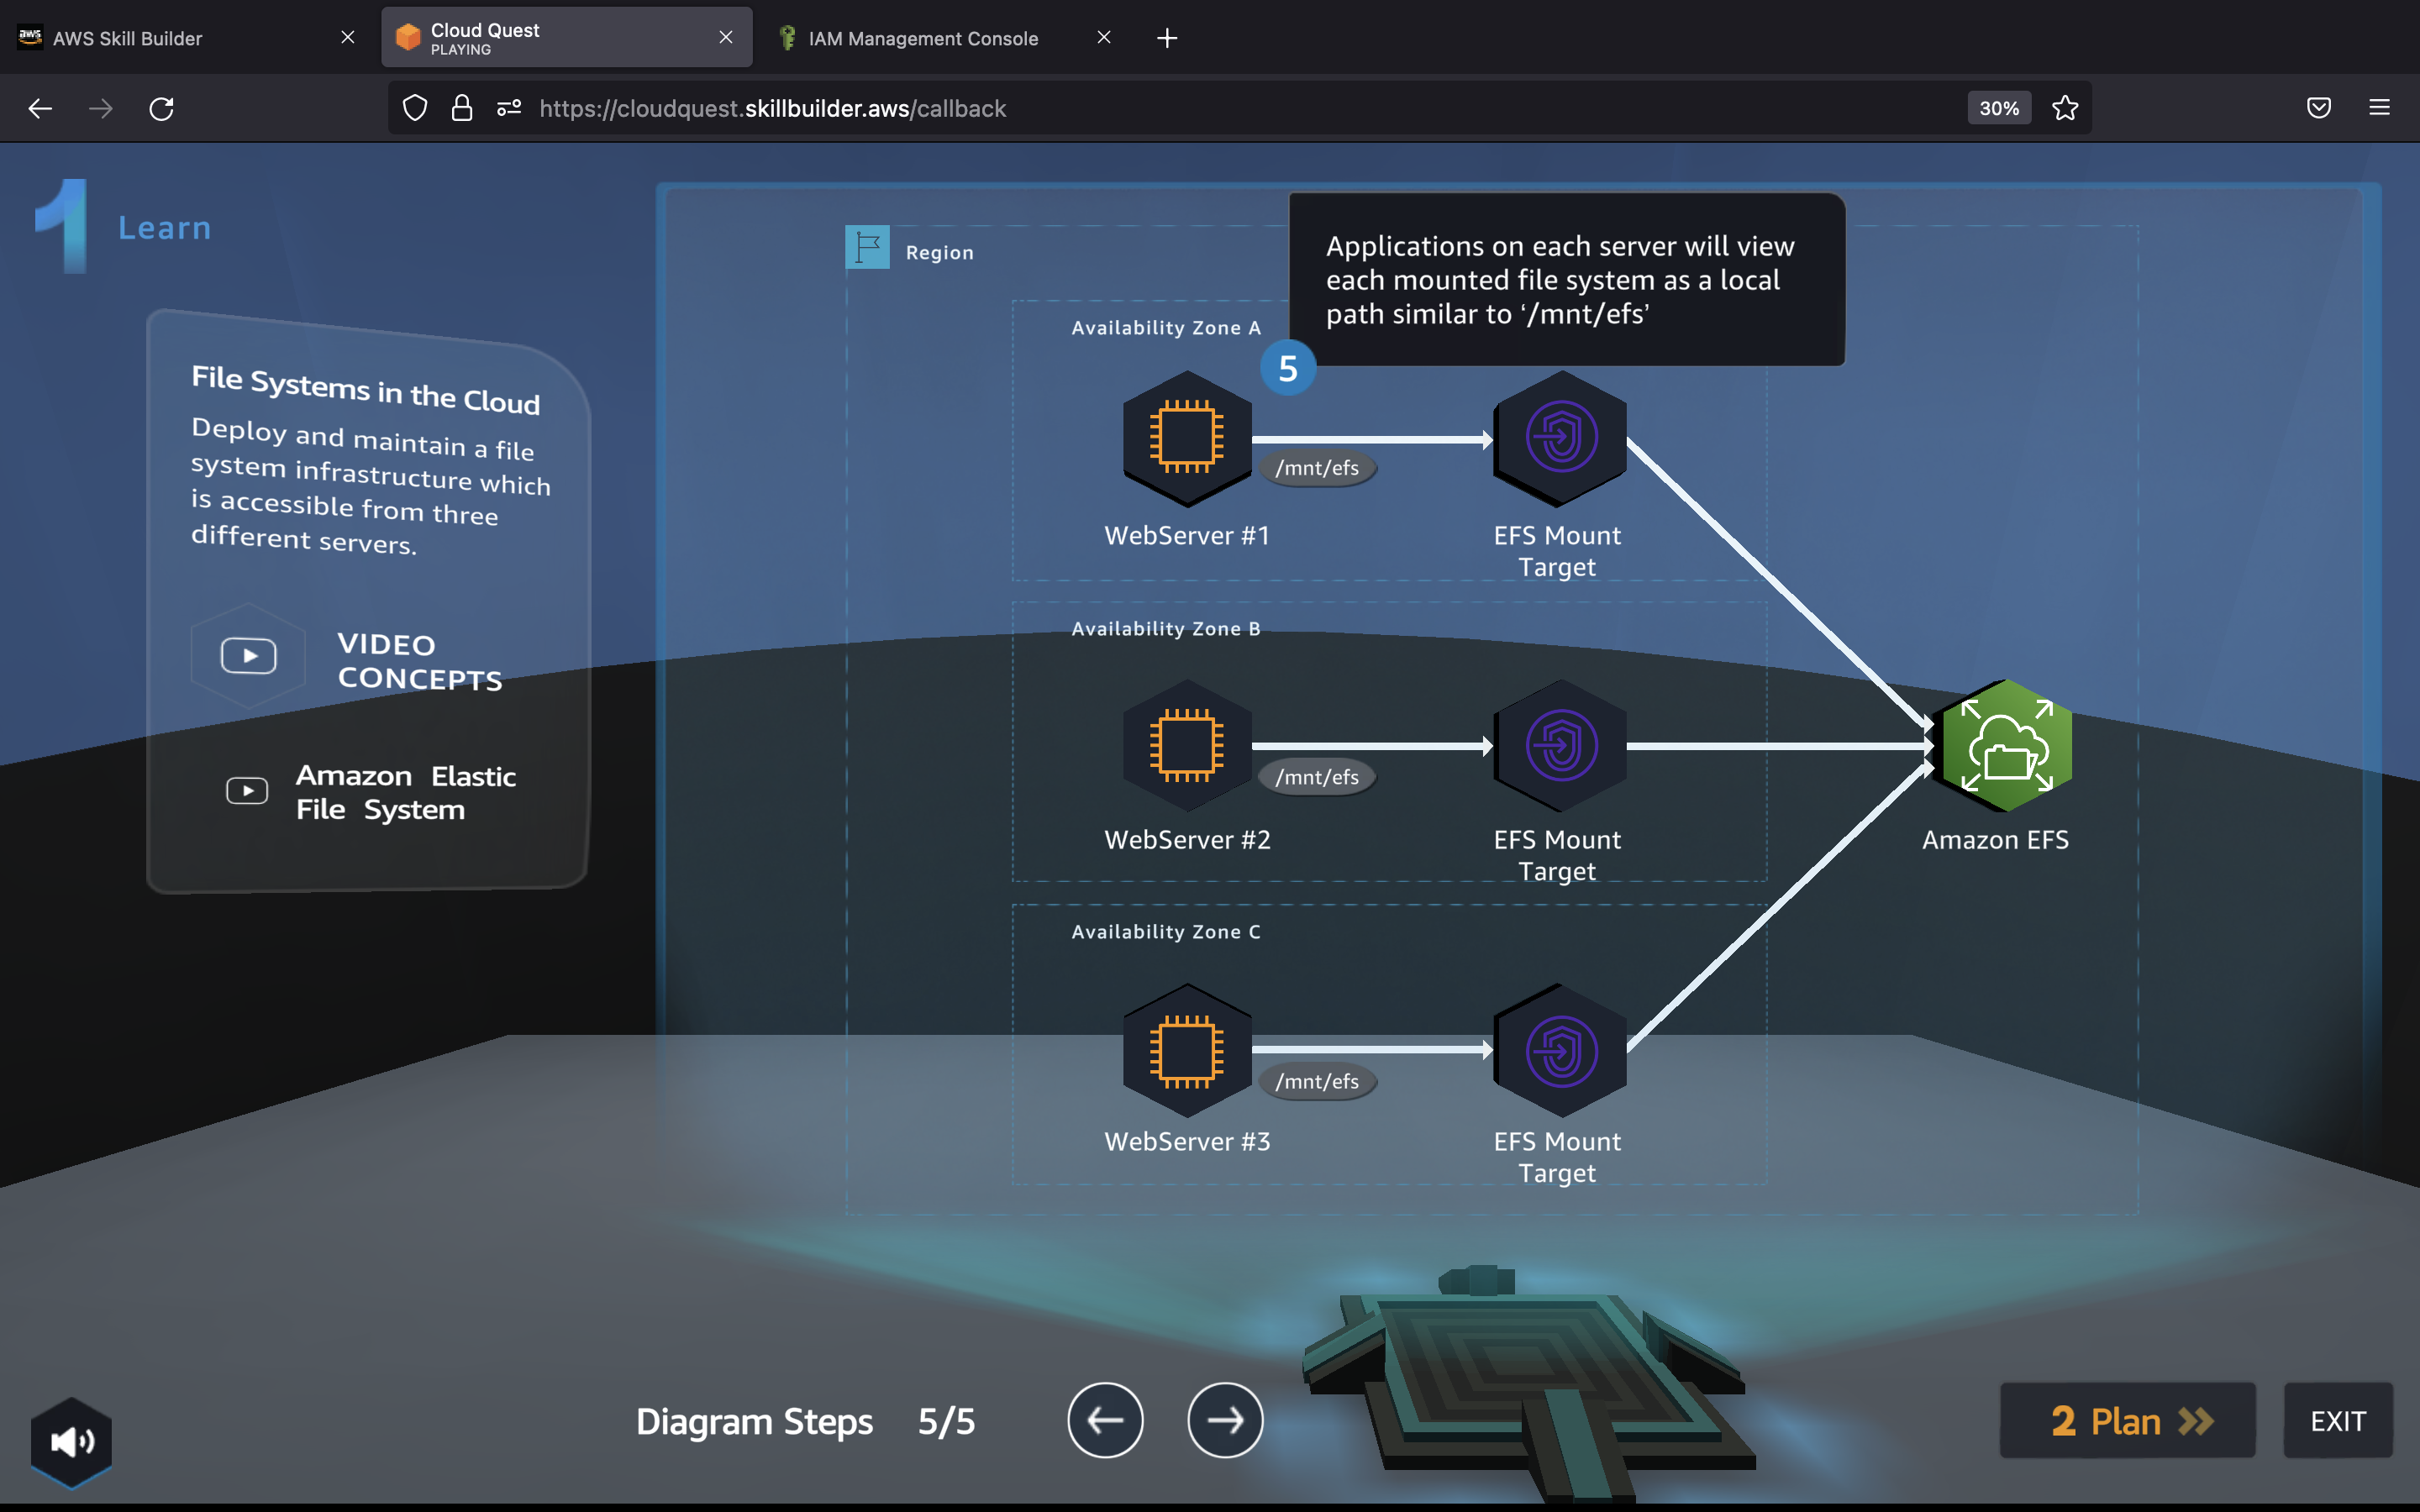 aws
AWS Skill Builder
Cloud Quest
PLAYING
IAM Management Console
https://cloudquest.skillbuilder.aws/callback
30%
1 Learn
File Systems in the Cloud
Deploy and maintain a file
system infrastructure which
is accessible from three
different servers.
VIDEO
CONCEPTS
Amazon Elastic
File System
Region
Applications on each server will view
each mounted file system as a local
path similar to ‘/mnt/efs’
5
Availability Zone A
/mnt/efs
WebServer #1
EFS Mount
Target
Availability Zone B
/mnt/efs
WebServer #2
EFS Mount
Target
Amazon EFS
Availability Zone C
/mnt/efs
WebServer #3
EFS Mount
Target
Diagram Steps 5/5
2 Plan
EXIT